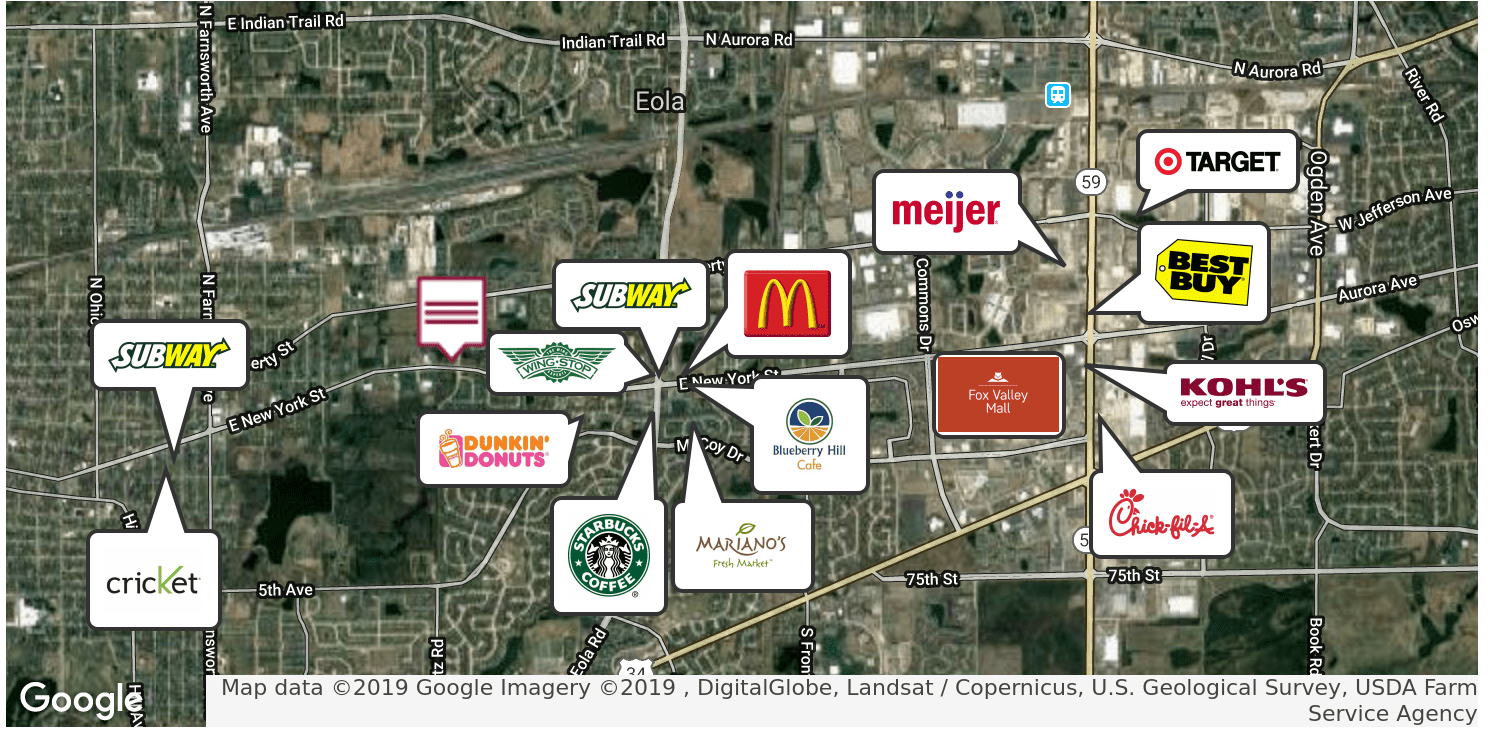 E Indian Trail Rd
N Farnsworth Ave
Indian Trail Rd
N Aurora Rd
N Aurora Rd
River Rd
Eola
59
TARGET
Ogden Ave
W Jefferson Ave
meijer
BEST
BUY
Aurora Ave
Commons Dr
SUBWAY
M
SUBWAY
erty St
WING·STOP
E New York St
E New York St
Fox Valley
Mall
KOHL'S
expect great things
DUNKIN'
DONUTS
McCoy Dr
Blueberry Hill
Cafe
Chick-fil-A
STARBUCKS
COFFEE
MARIANO'S
Fresh Market
cricket
5th Ave
75th St
75th St
Eola Rd
34
S Fron
Book Rd
Google
Map data ©2019 Google Imagery ©2019 , DigitalGlobe, Landsat / Copernicus, U.S. Geological Survey, USDA Farm
Service Agency